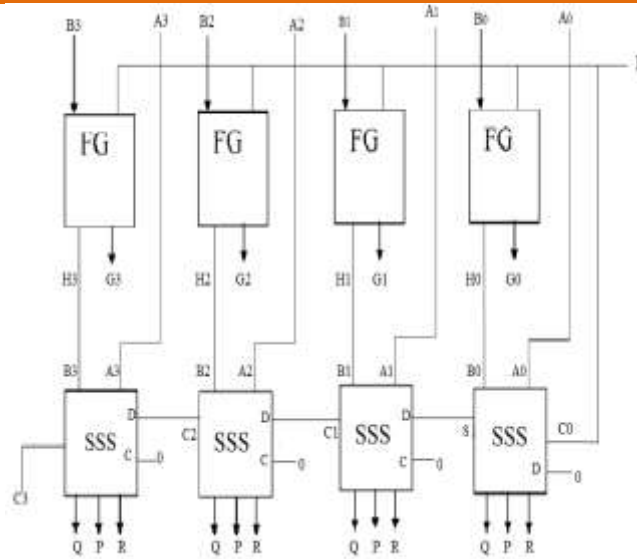 B3 A3 B2 A2 B1 A1 B0 A0
FG FG FG FG
H3 G3 H2 G2 H1 G1 H0 G0
B3 A3 B2 A2 B1 A1 B0 A0
D D D
SSS C2 SSS C1 SSS S SSS C0
C 0 C 0 C 0 D 0
C3
Q P R Q P R Q P R Q P R